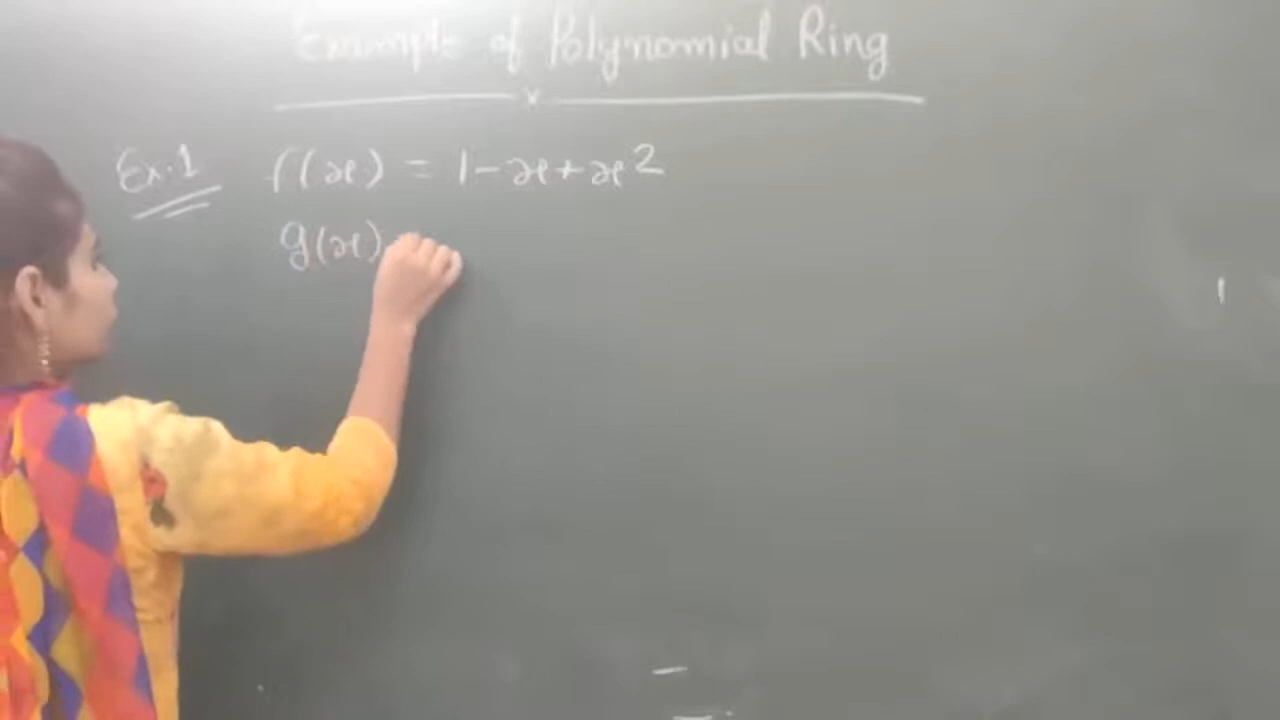 Example of Polynomial Ring
Ex.1 f(x) = 1-x+x²
g(x)